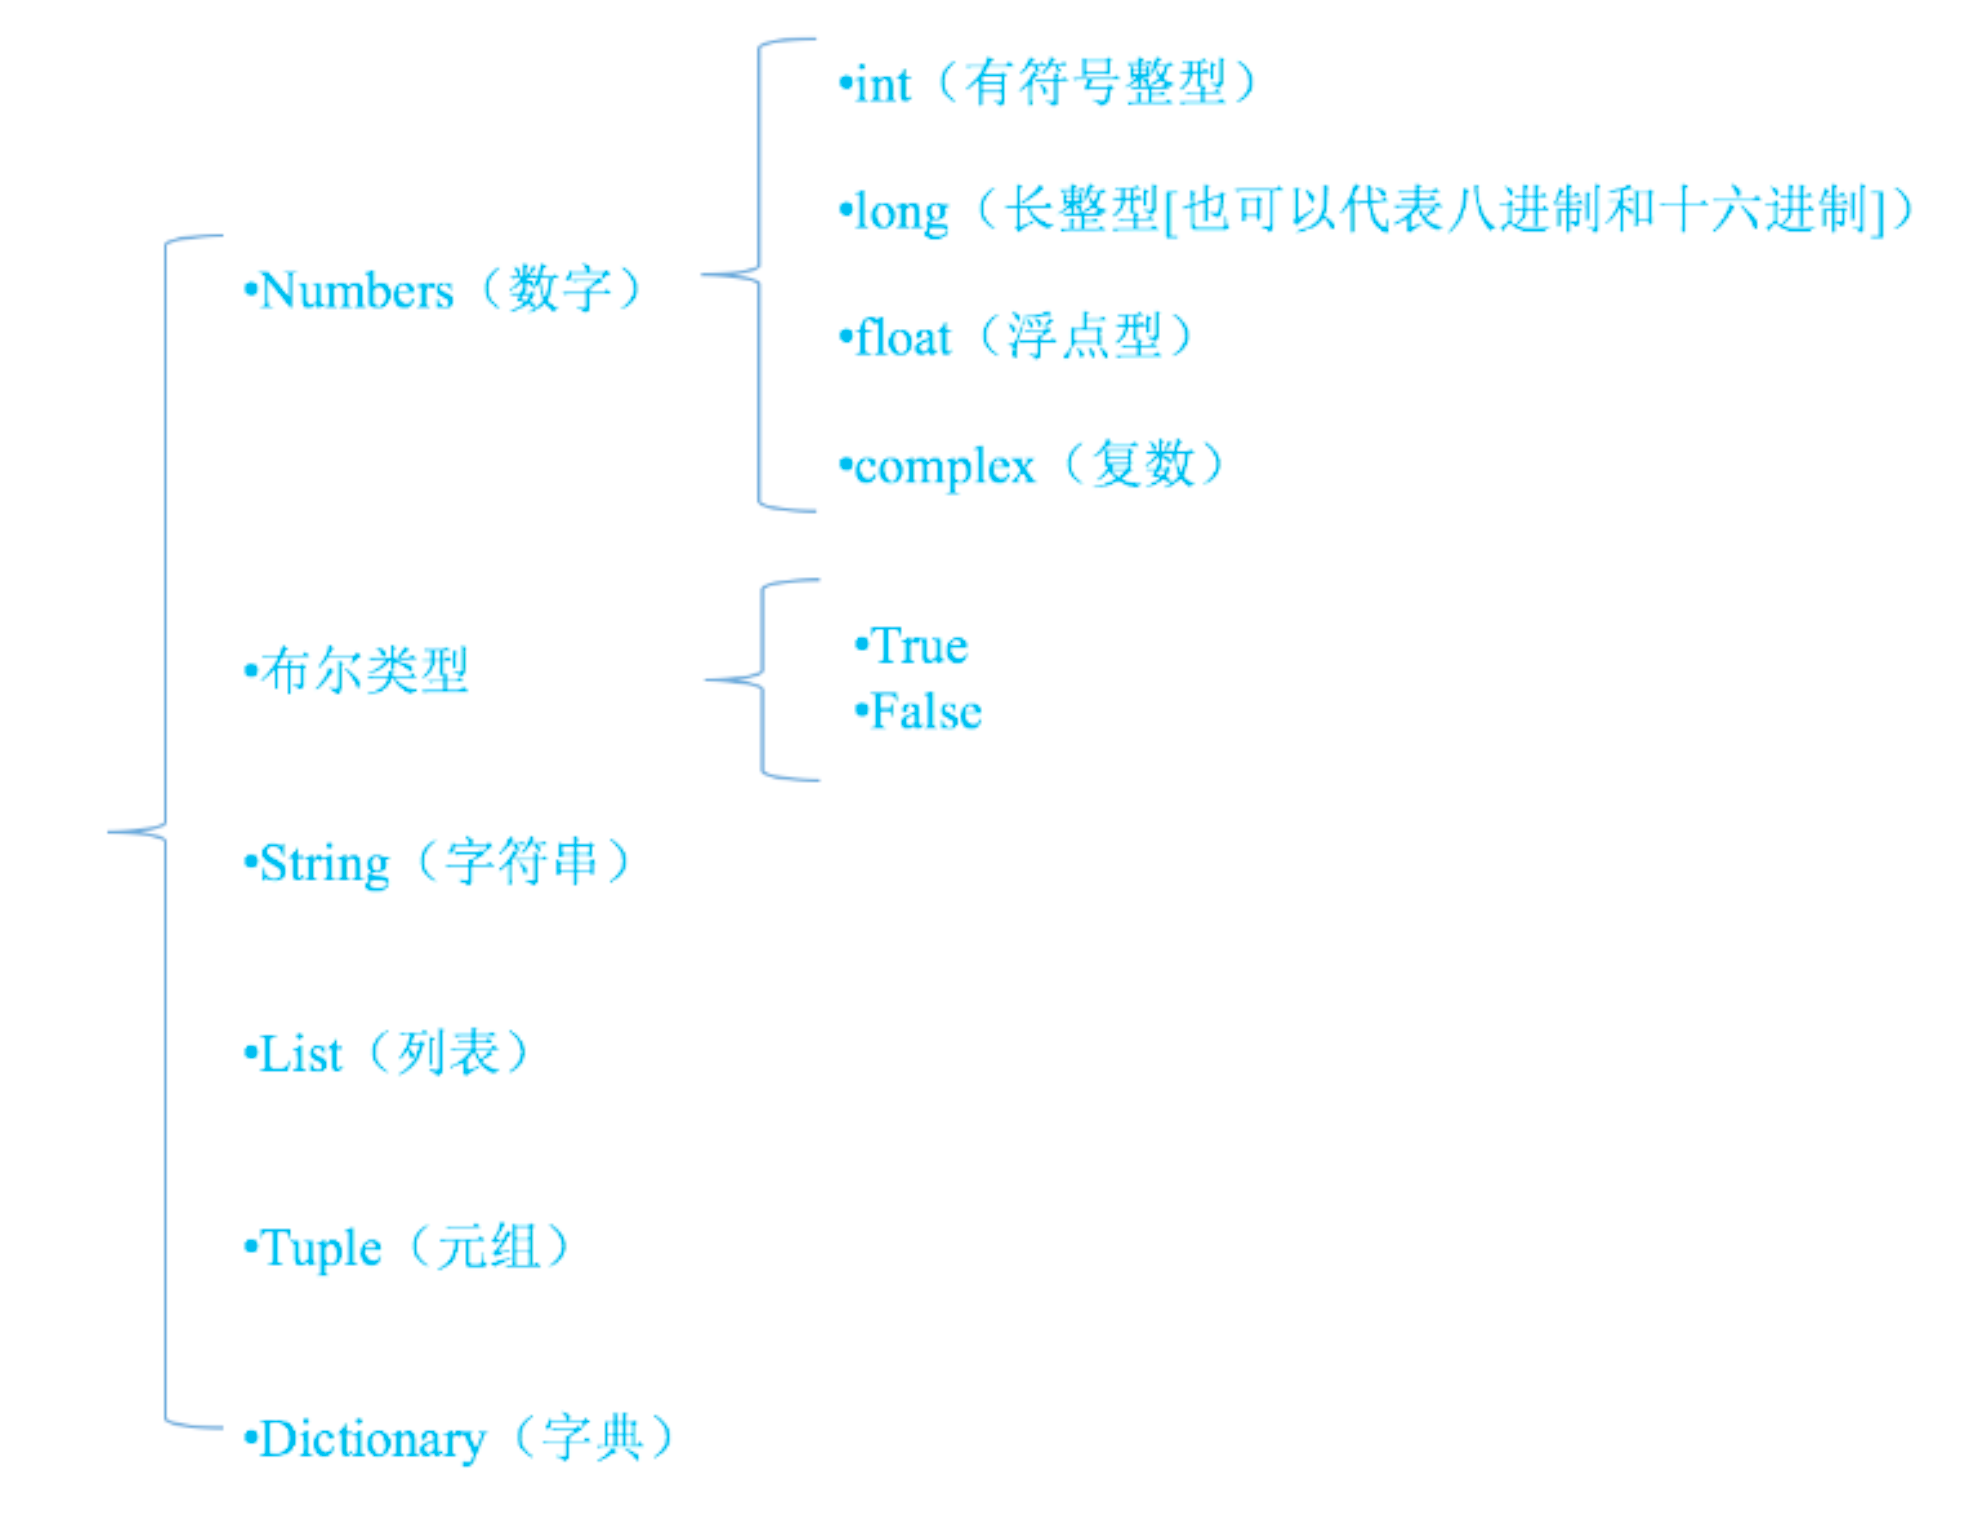 •int（有符号整型）
•long（长整型[也可以代表八进制和十六进制]）
•Numbers（数字）
•float（浮点型）
•complex（复数）
•布尔类型
•True
•False
•String（字符串）
•List（列表）
•Tuple（元组）
•Dictionary（字典）